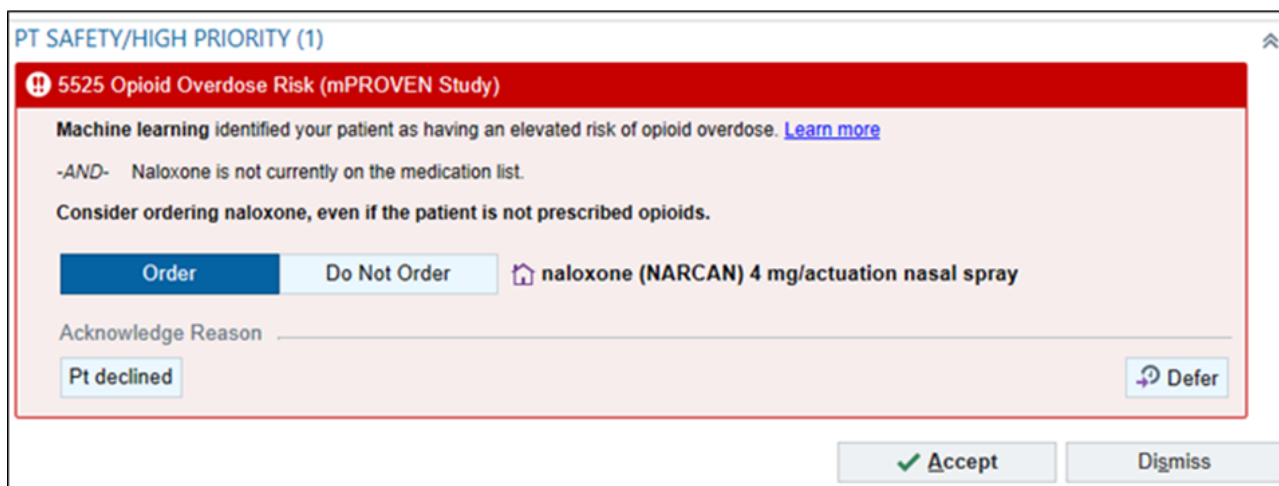 PT SAFETY/HIGH PRIORITY (1)
5525 Opioid Overdose Risk (mPROVEN Study)
Machine learning identified your patient as having an elevated risk of opioid overdose. Learn more
-AND- Naloxone is not currently on the medication list.
Consider ordering naloxone, even if the patient is not prescribed opioids.
Order Do Not Order naloxone (NARCAN) 4 mg/actuation nasal spray
Acknowledge Reason
Pt declined Defer
Accept Dismiss